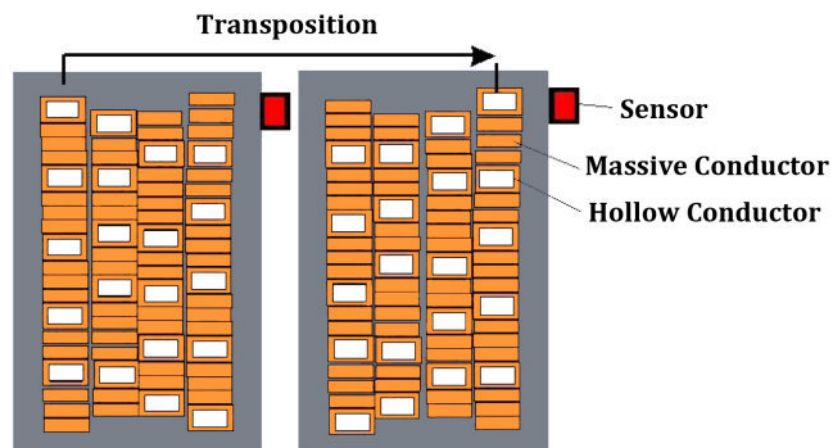 Transposition
Sensor
Massive Conductor
Hollow Conductor